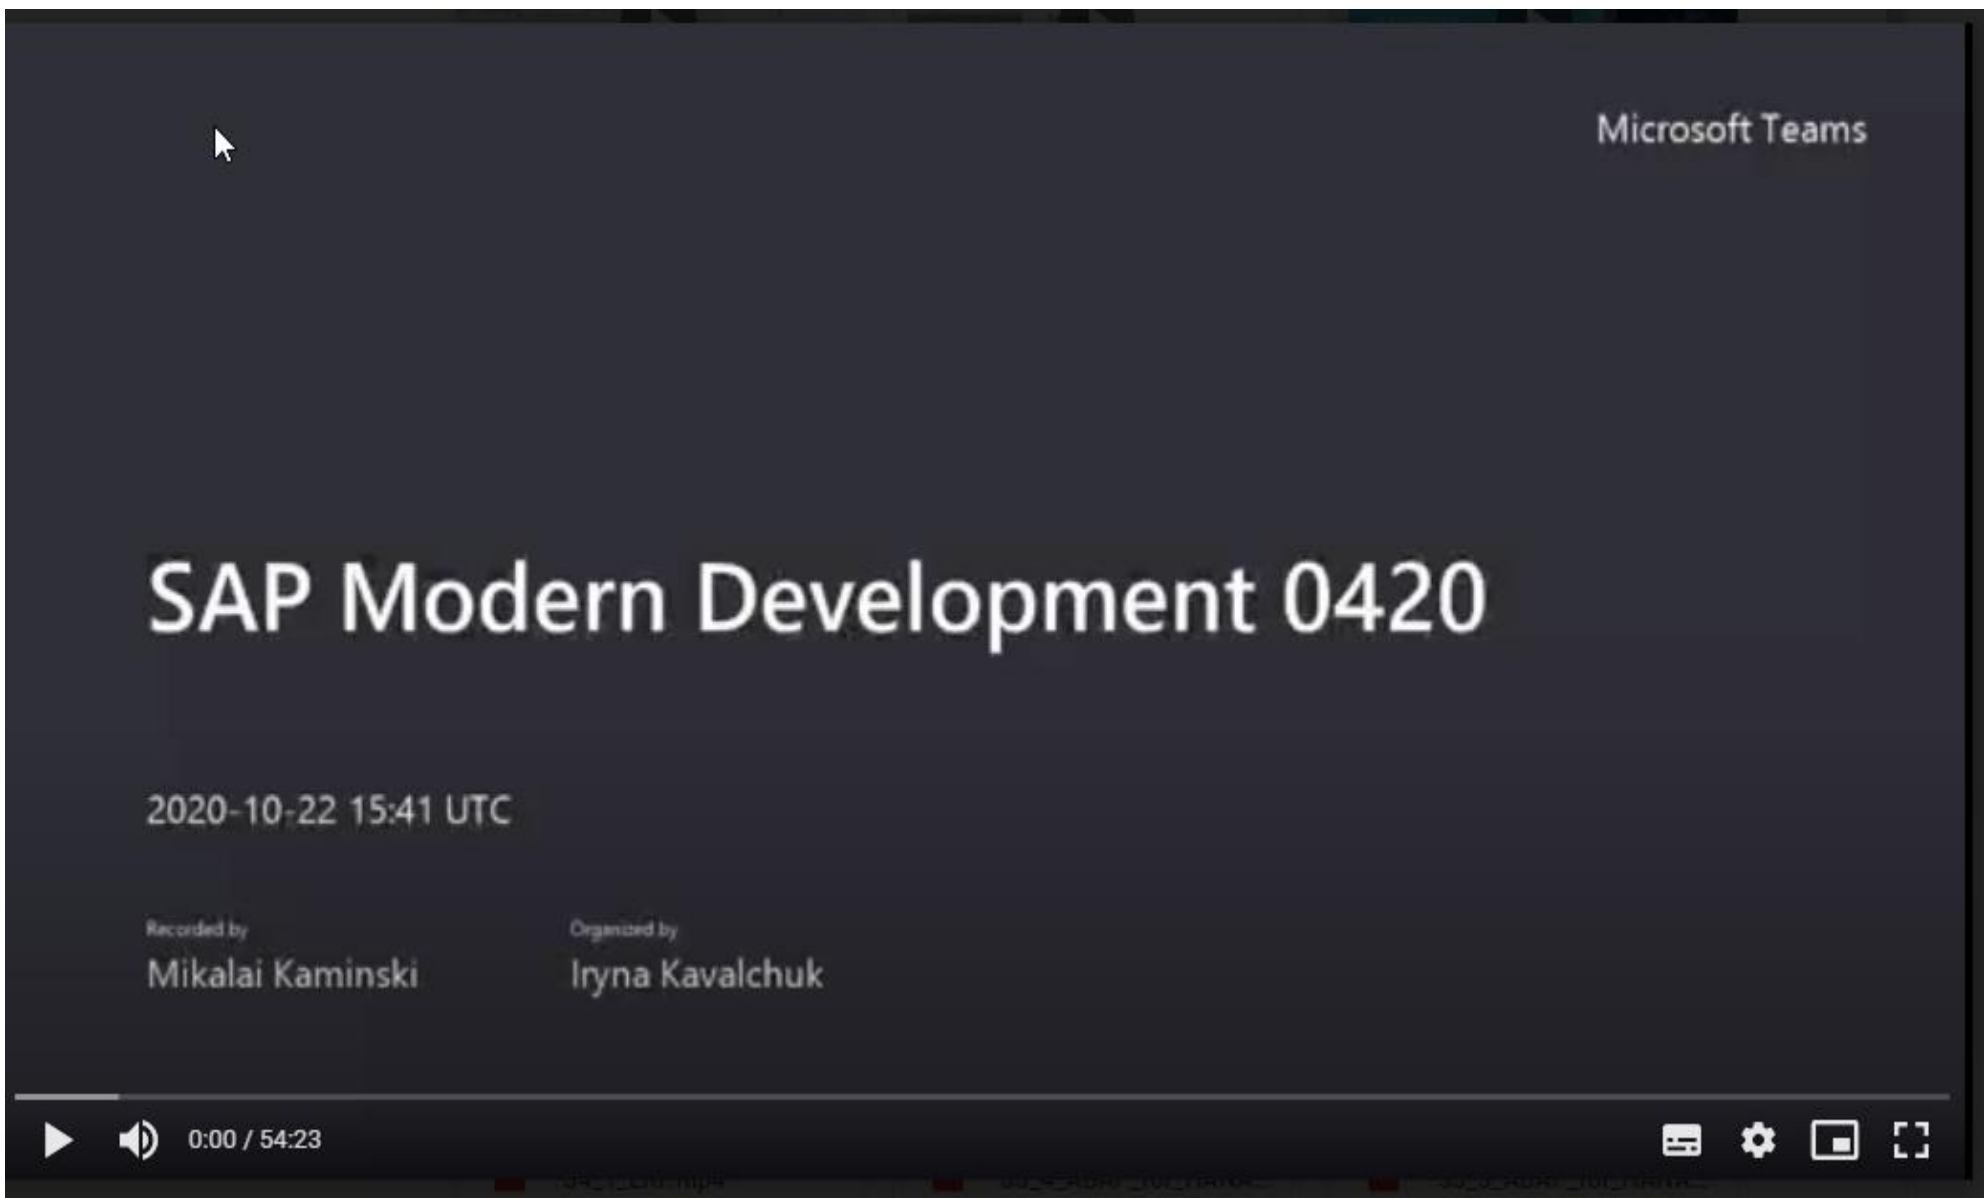 Microsoft Teams
SAP Modern Development 0420
2020-10-22 15:41 UTC
Recorded by
Organized by
Mikalai Kaminski
Iryna Kavalchuk
0:00 / 54:23